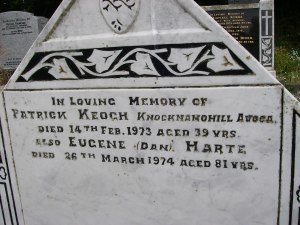 In Loving Memory of
Patrick Keogh Knocknamohill Avoca.
Died 14th Feb. 1973 aged 39 yrs.
Also Eugene (Dan) Harte
Died 26th March 1974 aged 81 yrs.